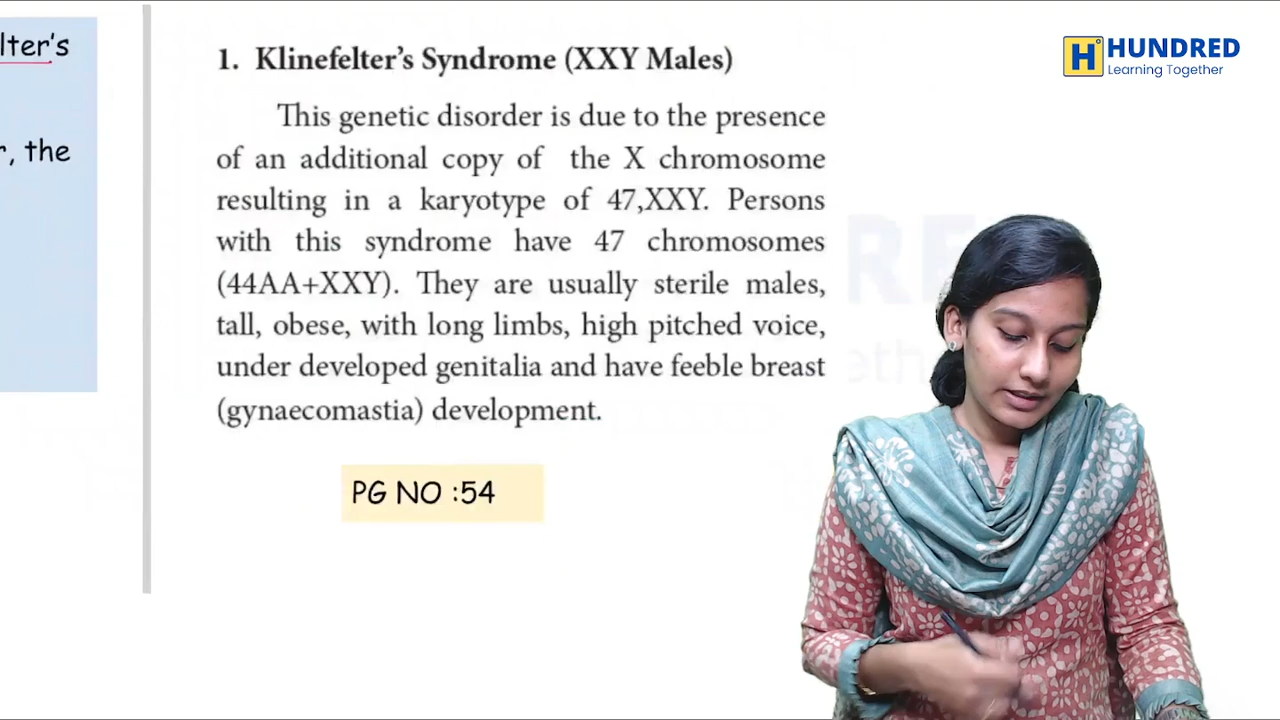 lter's
r, the
1. Klinefelter's Syndrome (XXY Males)
This genetic disorder is due to the presence
of an additional copy of the X chromosome
resulting in a karyotype of 47,XXY. Persons
with this syndrome have 47 chromosomes
(44AA+XXY). They are usually sterile males,
tall, obese, with long limbs, high pitched voice,
under developed genitalia and have feeble breast
(gynaecomastia) development.
PG NO :54
H HUNDRED
Learning Together